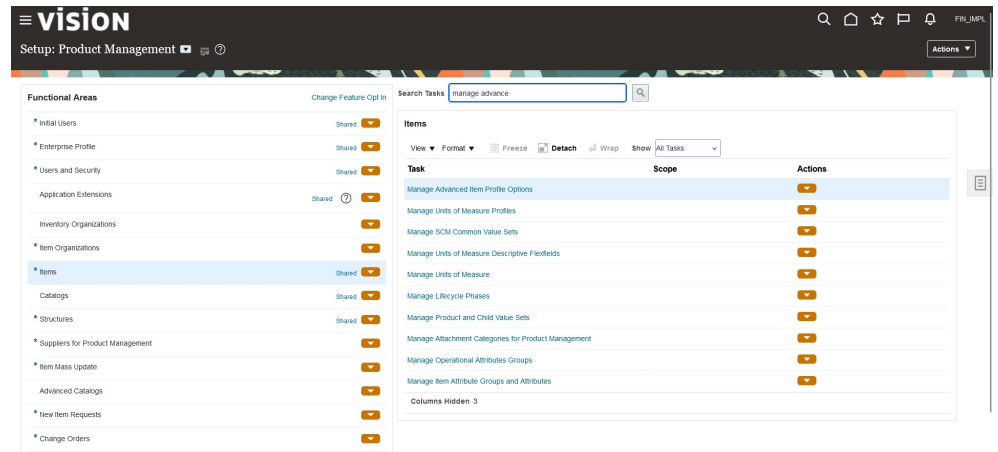 vision
FIN_IMPL
Setup: Product Management
Actions
Functional Areas
Change Feature Opt In
* Initial Users Shared
* Enterprise Profile Shared
* Users and Security Shared
Application Extensions Shared
Inventory Organizations
* Item Organizations
* Items Shared
Catalogs Shared
* Structures Shared
* Suppliers for Product Management
* Item Mass Update
Advanced Catalogs
* New Item Requests
* Change Orders
Search Tasks manage advance
Items
View Format Freeze Detach Wrap Show All Tasks
Task Scope Actions
Manage Advanced Item Profile Options
Manage Units of Measure Profiles
Manage SCM Common Value Sets
Manage Units of Measure Descriptive Flexfields
Manage Units of Measure
Manage Lifecycle Phases
Manage Product and Child Value Sets
Manage Attachment Categories for Product Management
Manage Operational Attributes Groups
Manage Item Attribute Groups and Attributes
Columns Hidden 3